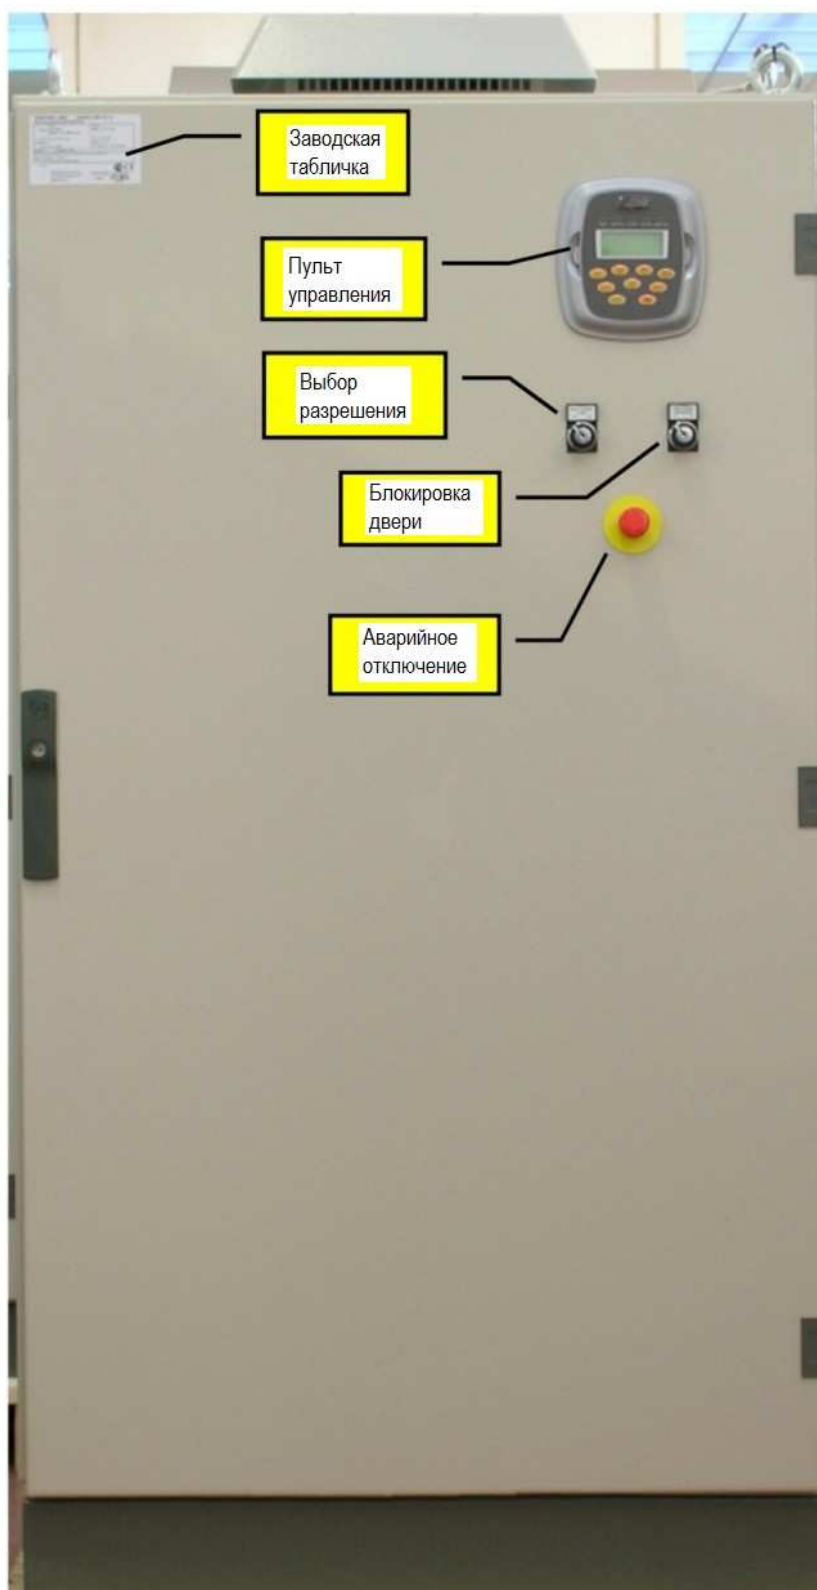 Заводская
табличка
Пульт
управления
Выбор
разрешения
Блокировка
двери
Аварийное
отключение